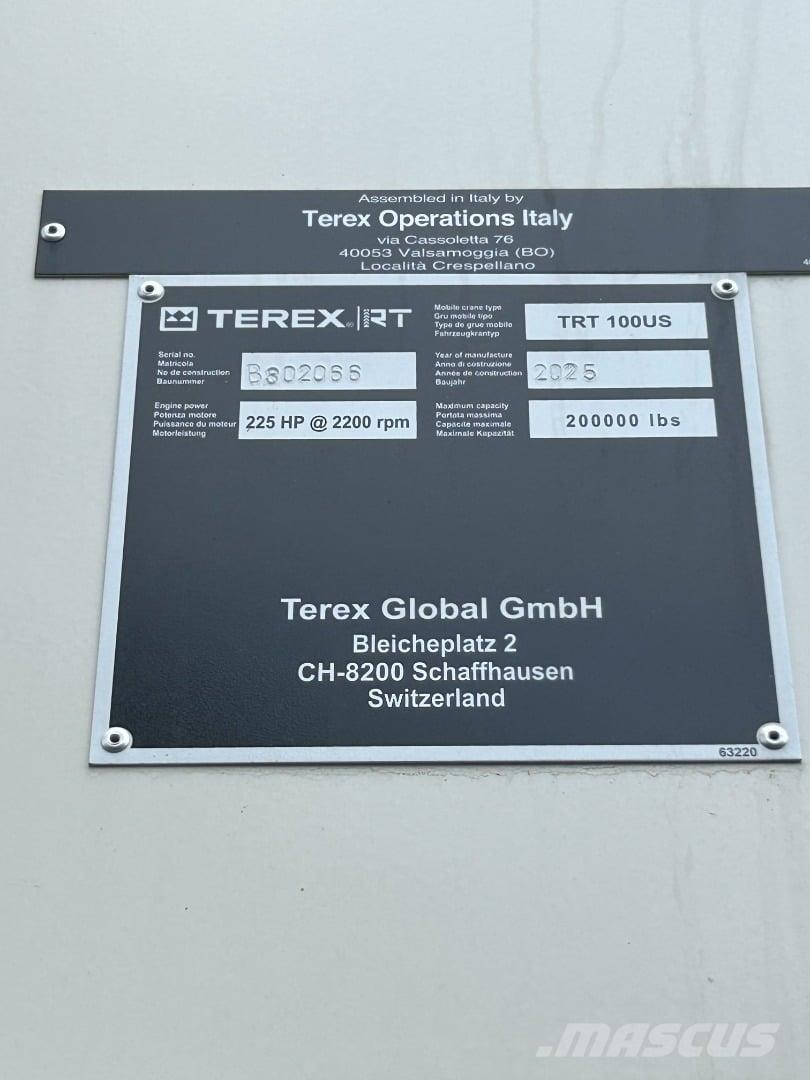 Assembled in Italy by
Terex Operations Italy
via Cassoletta 76
40053 Valsamoggia (BO)
Località Crespellano
TEREX® RT
Mobile crane type
Gru mobile tipo
Type de grue mobile
Fahrzeugkrantyp
TRT 100US
Serial no.
Matricola
No de construction
Baunummer
B302066
Year of manufacture
Anno di costruzione
Année de construction
Baujahr
2025
Engine power
Potenza motore
Puissance du moteur
Motorleistung
225 HP @ 2200 rpm
Maximum capacity
Portata massima
Capacité maximale
Maximale Kapazität
200000 lbs
Terex Global GmbH
Bleicheplatz 2
CH-8200 Schaffhausen
Switzerland
63220
.MASCUS